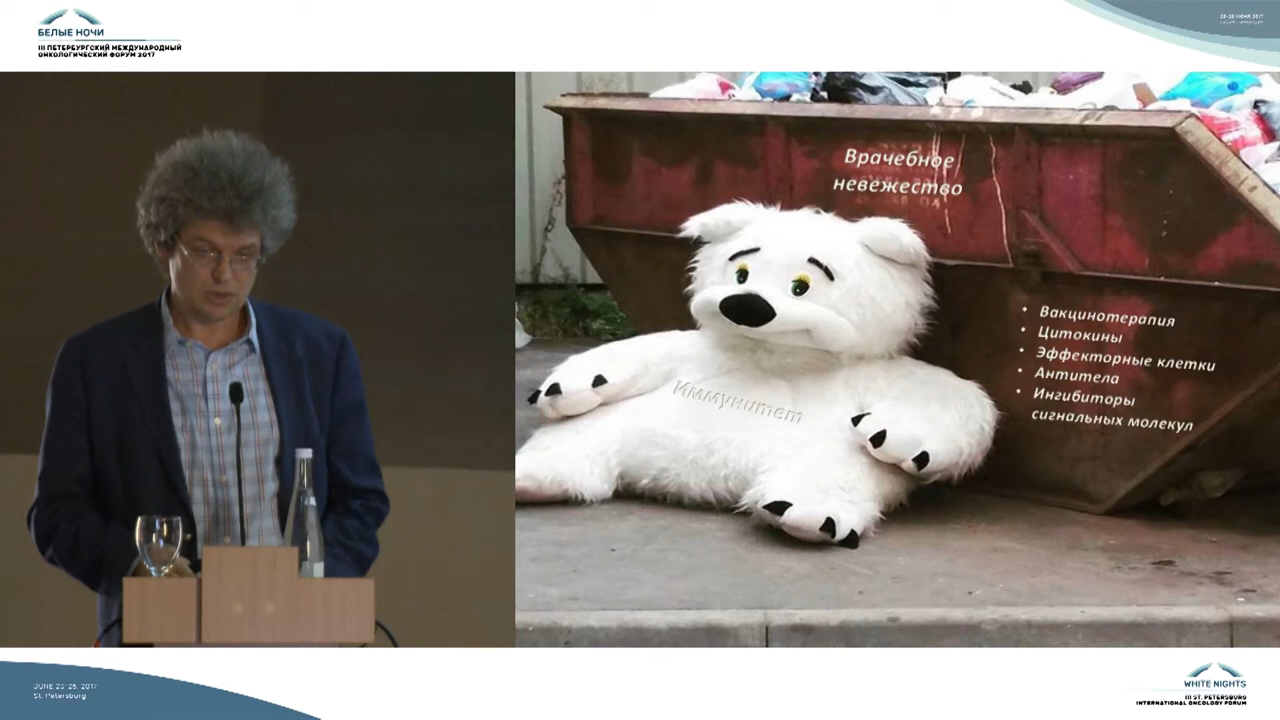 БЕЛЫЕ НОЧИ
III ПЕТЕРБУРГСКИЙ МЕЖДУНАРОДНЫЙ
ОНКОЛОГИЧЕСКИЙ ФОРУМ 2017
Врачебное
невежество
Иммунитет
• Вакцинотерапия
• Цитокины
• Эффекторные клетки
• Антитела
• Ингибиторы
сигнальных молекул
JUNE 23-25, 2017
St. Petersburg
WHITE NIGHTS
III ST. PETERSBURG
INTERNATIONAL ONCOLOGY FORUM